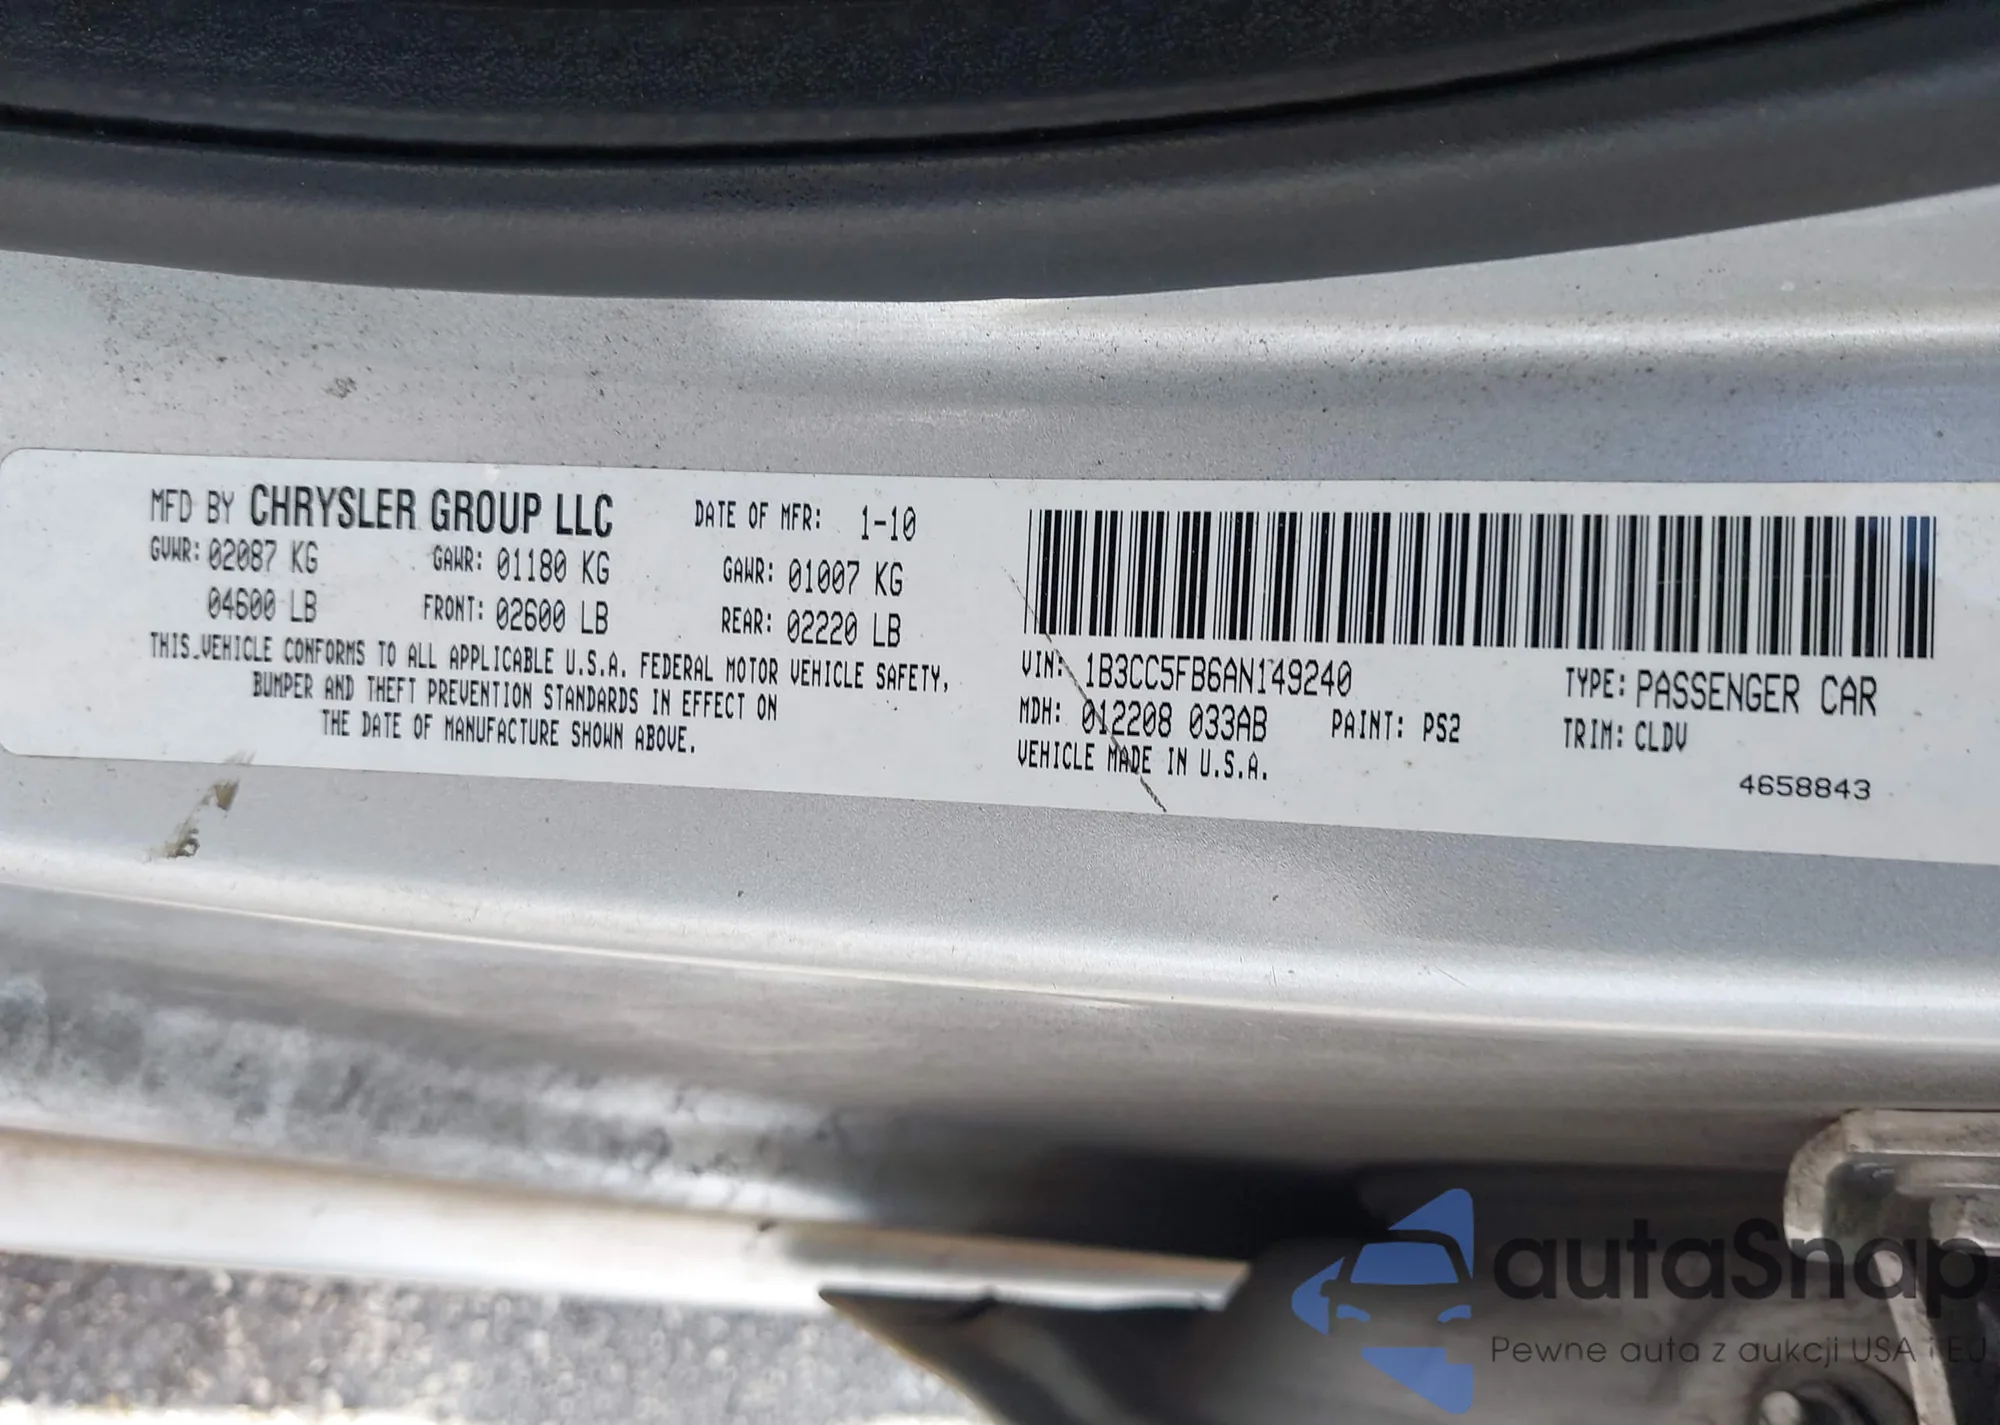 MFD BY CHRYSLER GROUP LLC DATE OF MFR: 1-10
GVWR: 02087 KG GAWR: 01180 KG GAWR: 01007 KG
04600 LB FRONT: 02600 LB REAR: 02220 LB
THIS VEHICLE CONFORMS TO ALL APPLICABLE U.S.A. FEDERAL MOTOR VEHICLE SAFETY,
BUMPER AND THEFT PREVENTION STANDARDS IN EFFECT ON
THE DATE OF MANUFACTURE SHOWN ABOVE.
VIN: 1B3CC5FB6AN149240 TYPE: PASSENGER CAR
MDH: 012208 033AB PAINT: PS2 TRIM: CLDV
VEHICLE MADE IN U.S.A.
4658843
autaSnap
Pewne auta z aukcji USA i EU